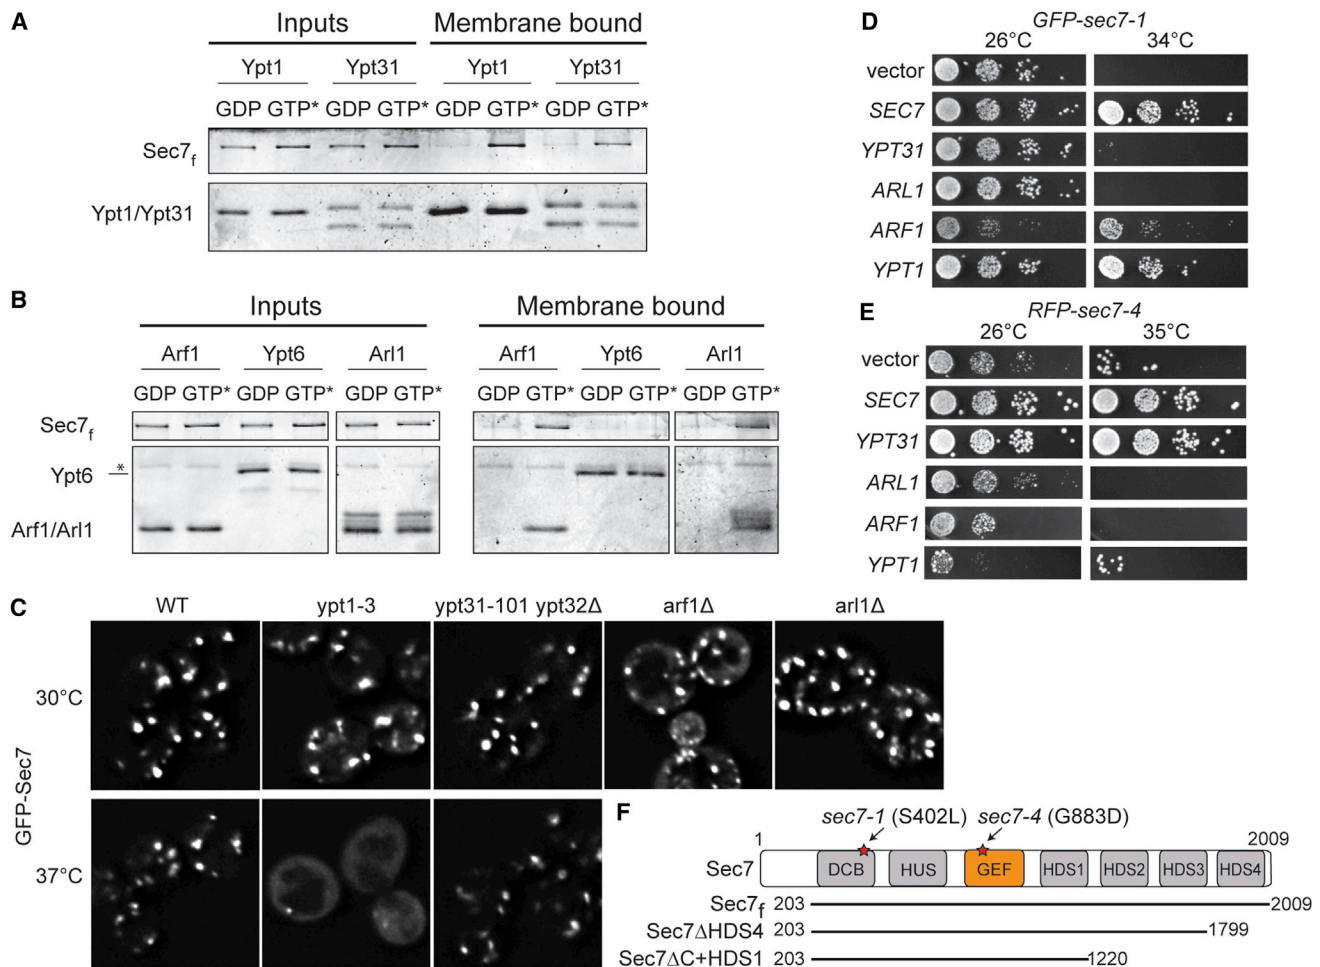 A
Inputs Membrane bound
Ypt1 Ypt31 Ypt1 Ypt31
GDP GTP* GDP GTP* GDP GTP* GDP GTP*
Sec7f
Ypt1/Ypt31
B
Inputs Membrane bound
Arf1 Ypt6 Arl1 Arf1 Ypt6 Arl1
GDP GTP* GDP GTP* GDP GTP* GDP GTP* GDP GTP* GDP GTP*
Sec7f
*
Ypt6
Arf1/Arl1
C
WT ypt1-3 ypt31-101 ypt32Δ arf1Δ arl1Δ
30°C
GFP-Sec7
37°C
D
GFP-sec7-1
26°C 34°C
vector
SEC7
YPT31
ARL1
ARF1
YPT1
E
RFP-sec7-4
26°C 35°C
vector
SEC7
YPT31
ARL1
ARF1
YPT1
F
sec7-1 (S402L) sec7-4 (G883D)
1 2009
Sec7 DCB HUS GEF HDS1 HDS2 HDS3 HDS4
Sec7f 203 2009
Sec7ΔHDS4 203 1799
Sec7ΔC+HDS1 203 1220